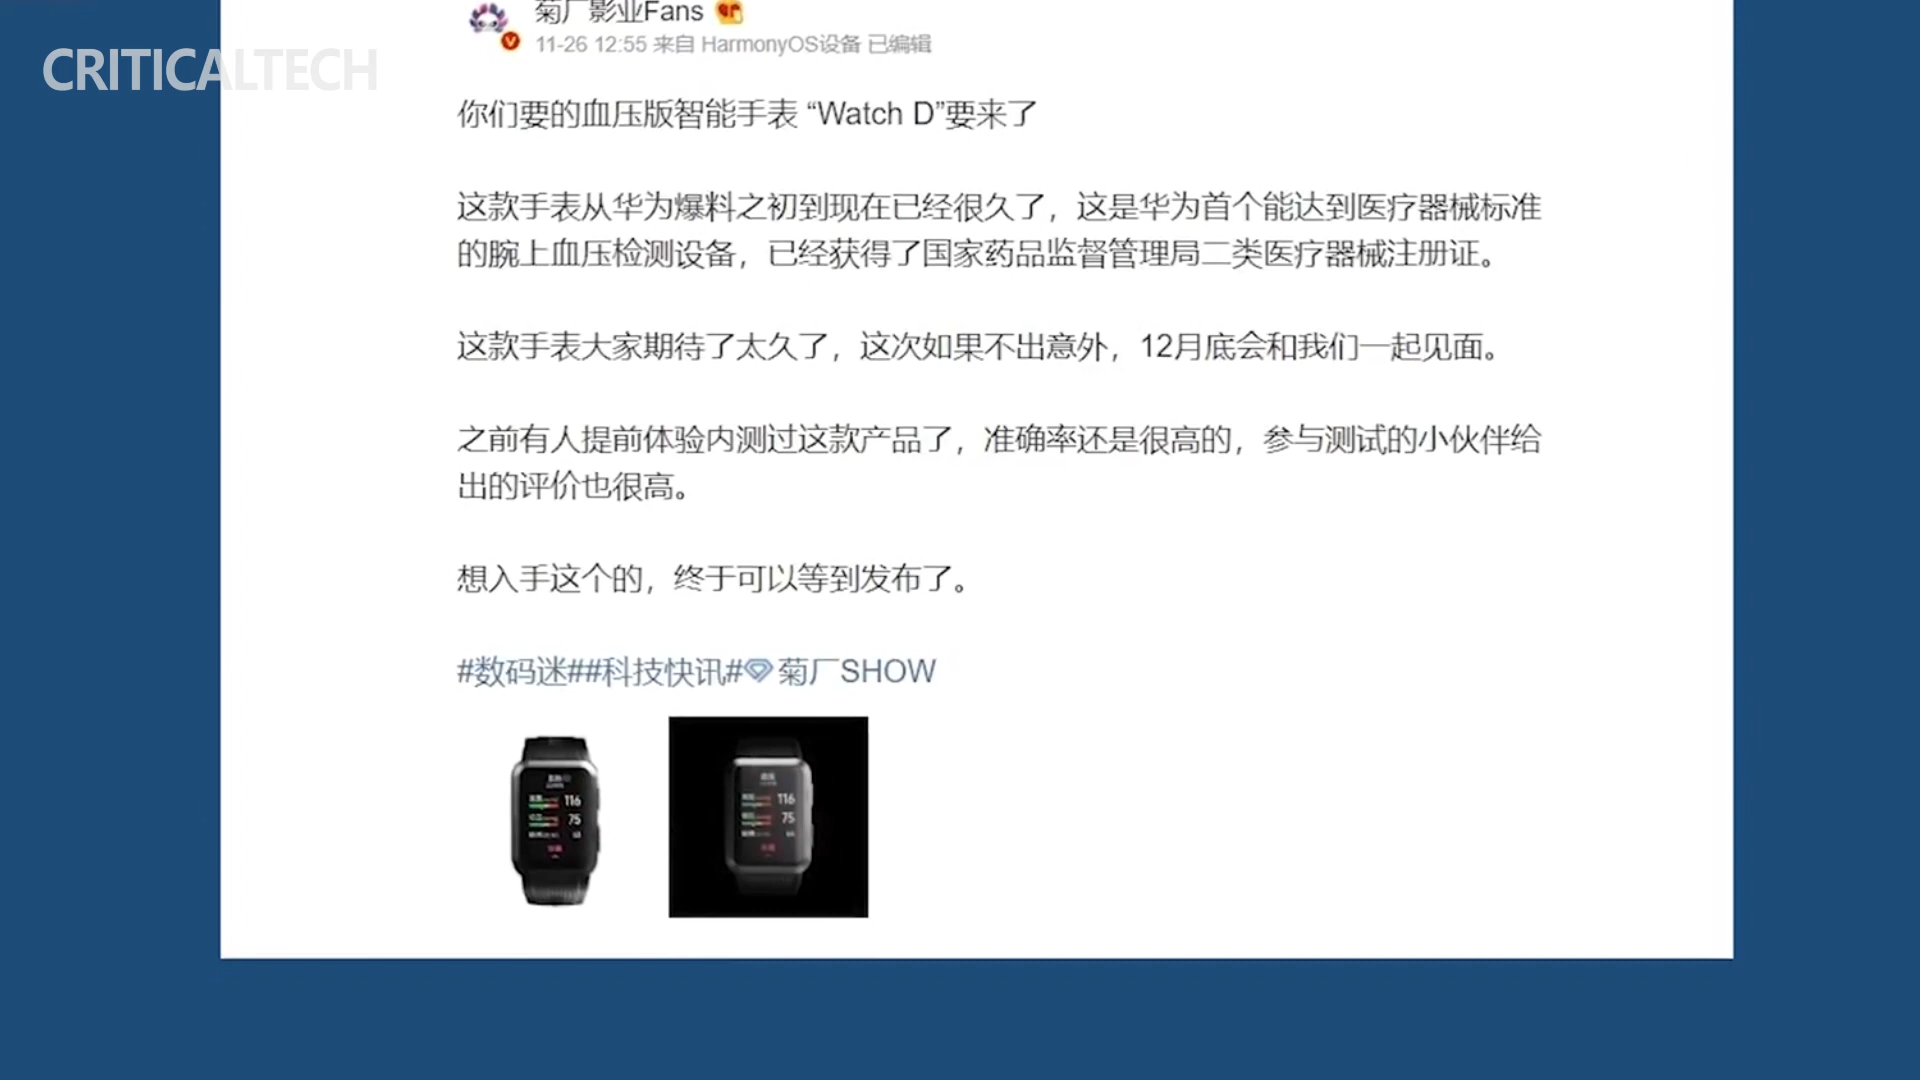 菊厂影业Fans
CRITICALTECH
11-26 12:55 来自 HarmonyOS设备 已编辑
你们要的血压版智能手表 “Watch D”要来了
这款手表从华为爆料之初到现在已经很久了，这是华为首个能达到医疗器械标准
的腕上血压检测设备，已经获得了国家药品监督管理局二类医疗器械注册证。
这款手表大家期待了太久了，这次如果不出意外，12月底会和我们一起见面。
之前有人提前体验内测过这款产品了，准确率还是很高的，参与测试的小伙伴给
出的评价也很高。
想入手这个的，终于可以等到发布了。
#数码迷##科技快讯#菊厂SHOW
116
75
116
75